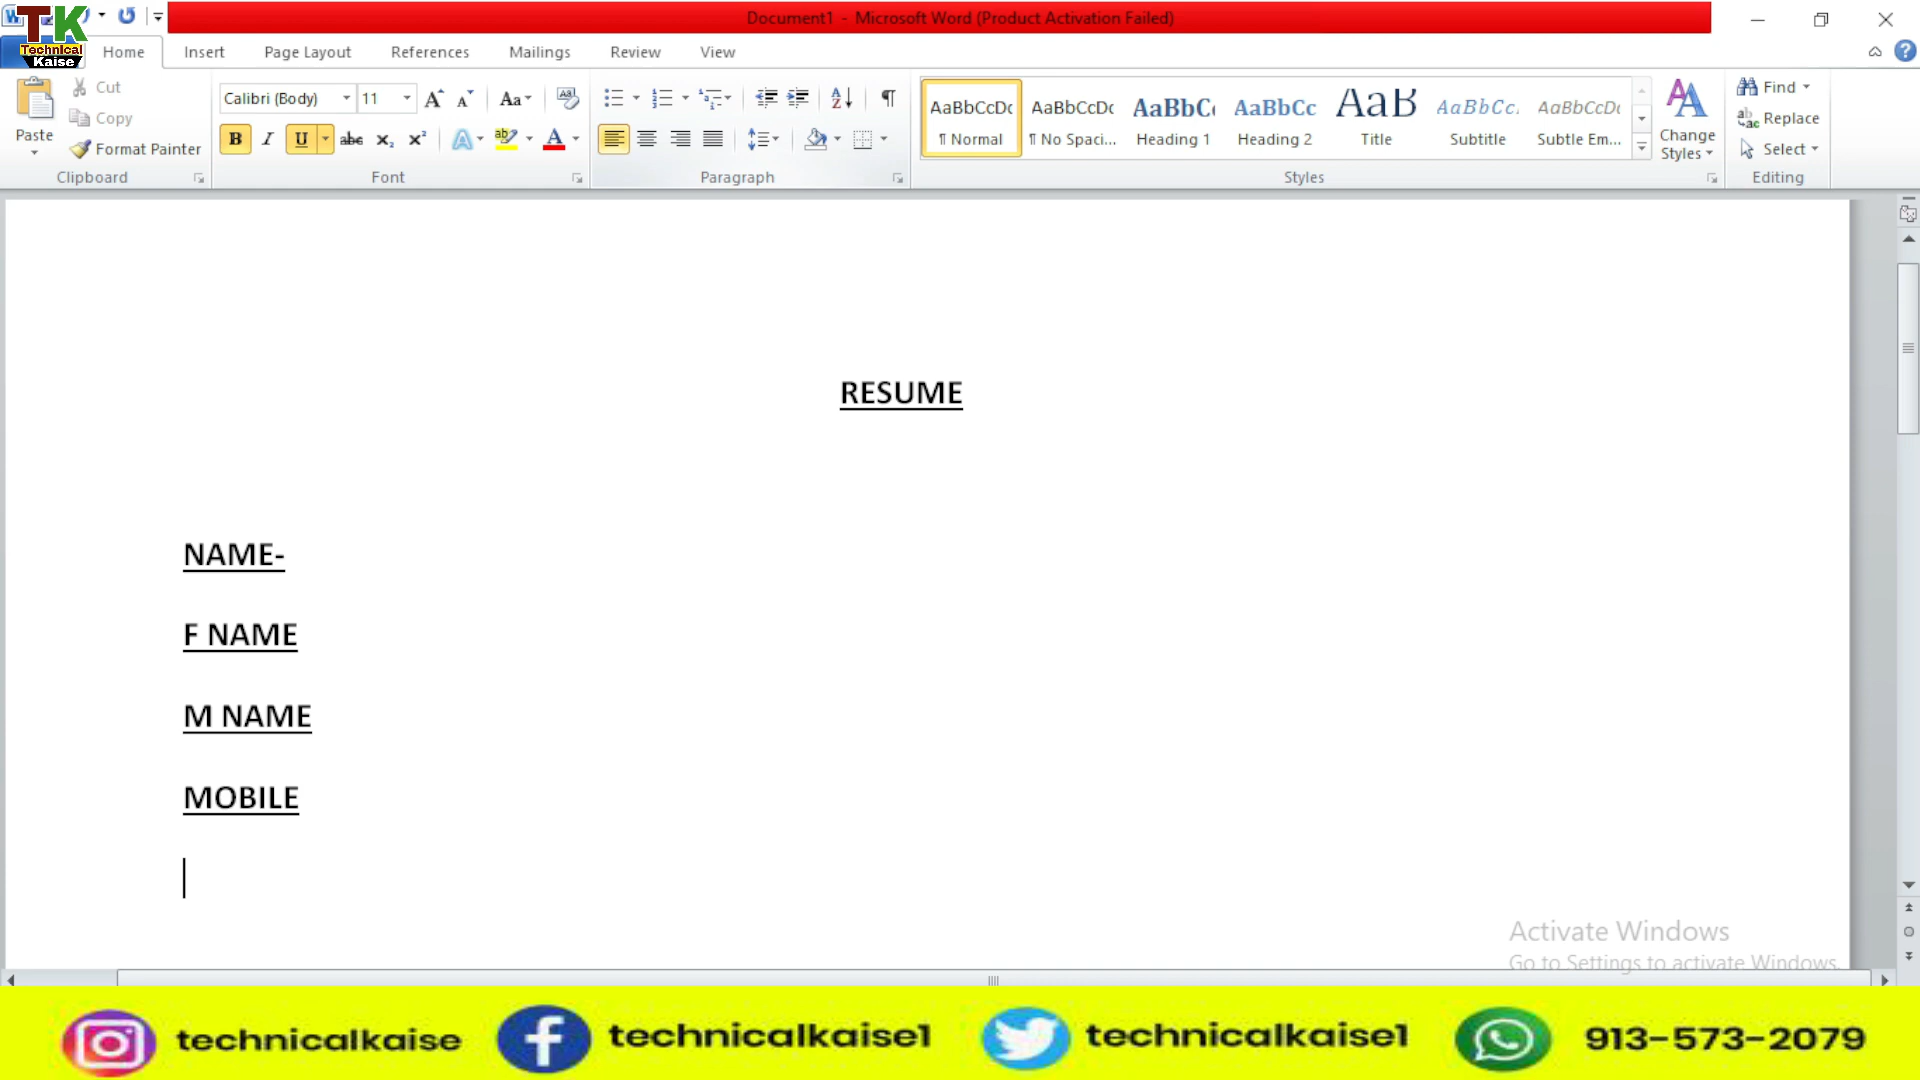 Document1 - Microsoft Word (Product Activation Failed)
TK
Technical
Kaise
Home Insert Page Layout References Mailings Review View
Paste
Cut
Copy
Format Painter
Clipboard
Calibri (Body) 11
Font
Paragraph
AaBbCcDc AaBbCcDc AaBbC AaBbCc AaB AaBbCc. AaBbCcDc
¶ Normal ¶ No Spaci... Heading 1 Heading 2 Title Subtitle Subtle Em...
Styles
Change
Styles
Find
Replace
Select
Editing
RESUME
NAME-
F NAME
M NAME
MOBILE
Activate Windows
Go to Settings to activate Windows.
technicalkaise technicalkaise1 technicalkaise1 913-573-2079